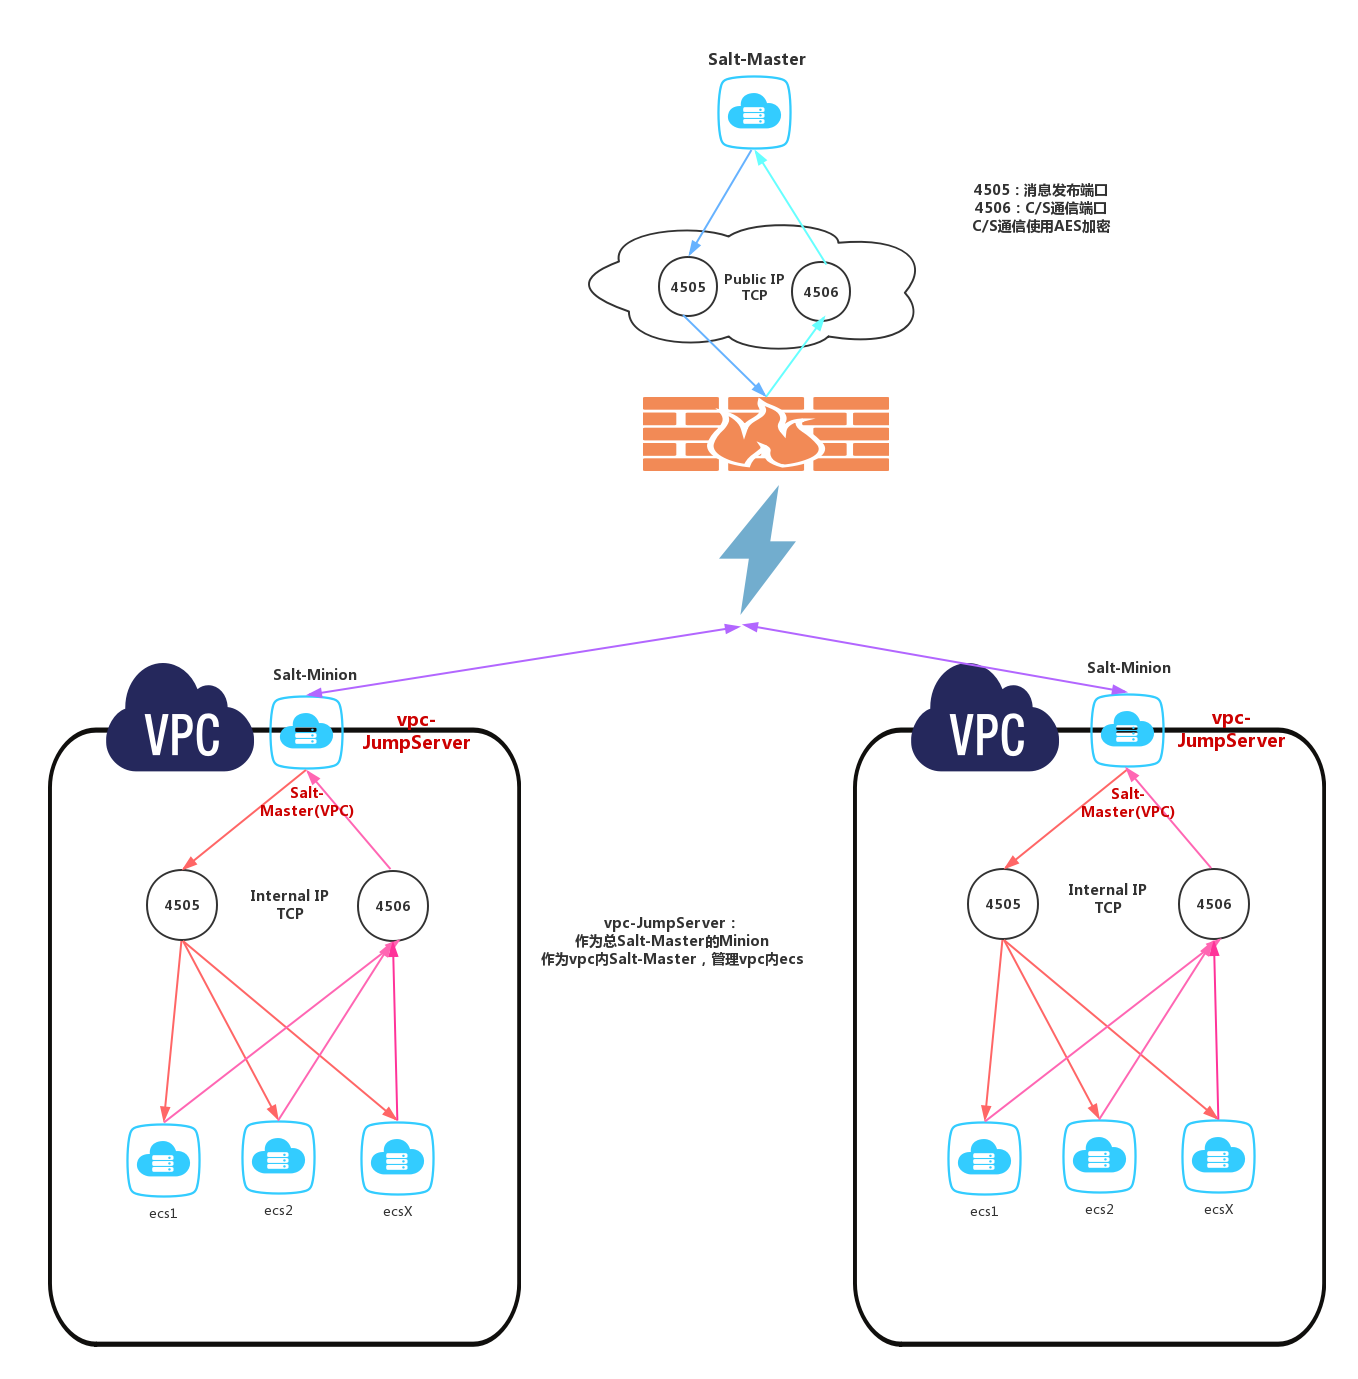 Salt-Master
4505：消息发布端口
4506：C/S通信端口
C/S通信使用AES加密
4505
Public IP
TCP
4506
Salt-Minion
VPC
vpc-
JumpServer
Salt-
Master(VPC)
4505
Internal IP
TCP
4506
ecs1
ecs2
ecsX
vpc-JumpServer：
作为总Salt-Master的Minion
作为vpc内Salt-Master，管理vpc内ecs
Salt-Minion
VPC
vpc-
JumpServer
Salt-
Master(VPC)
4505
Internal IP
TCP
4506
ecs1
ecs2
ecsX